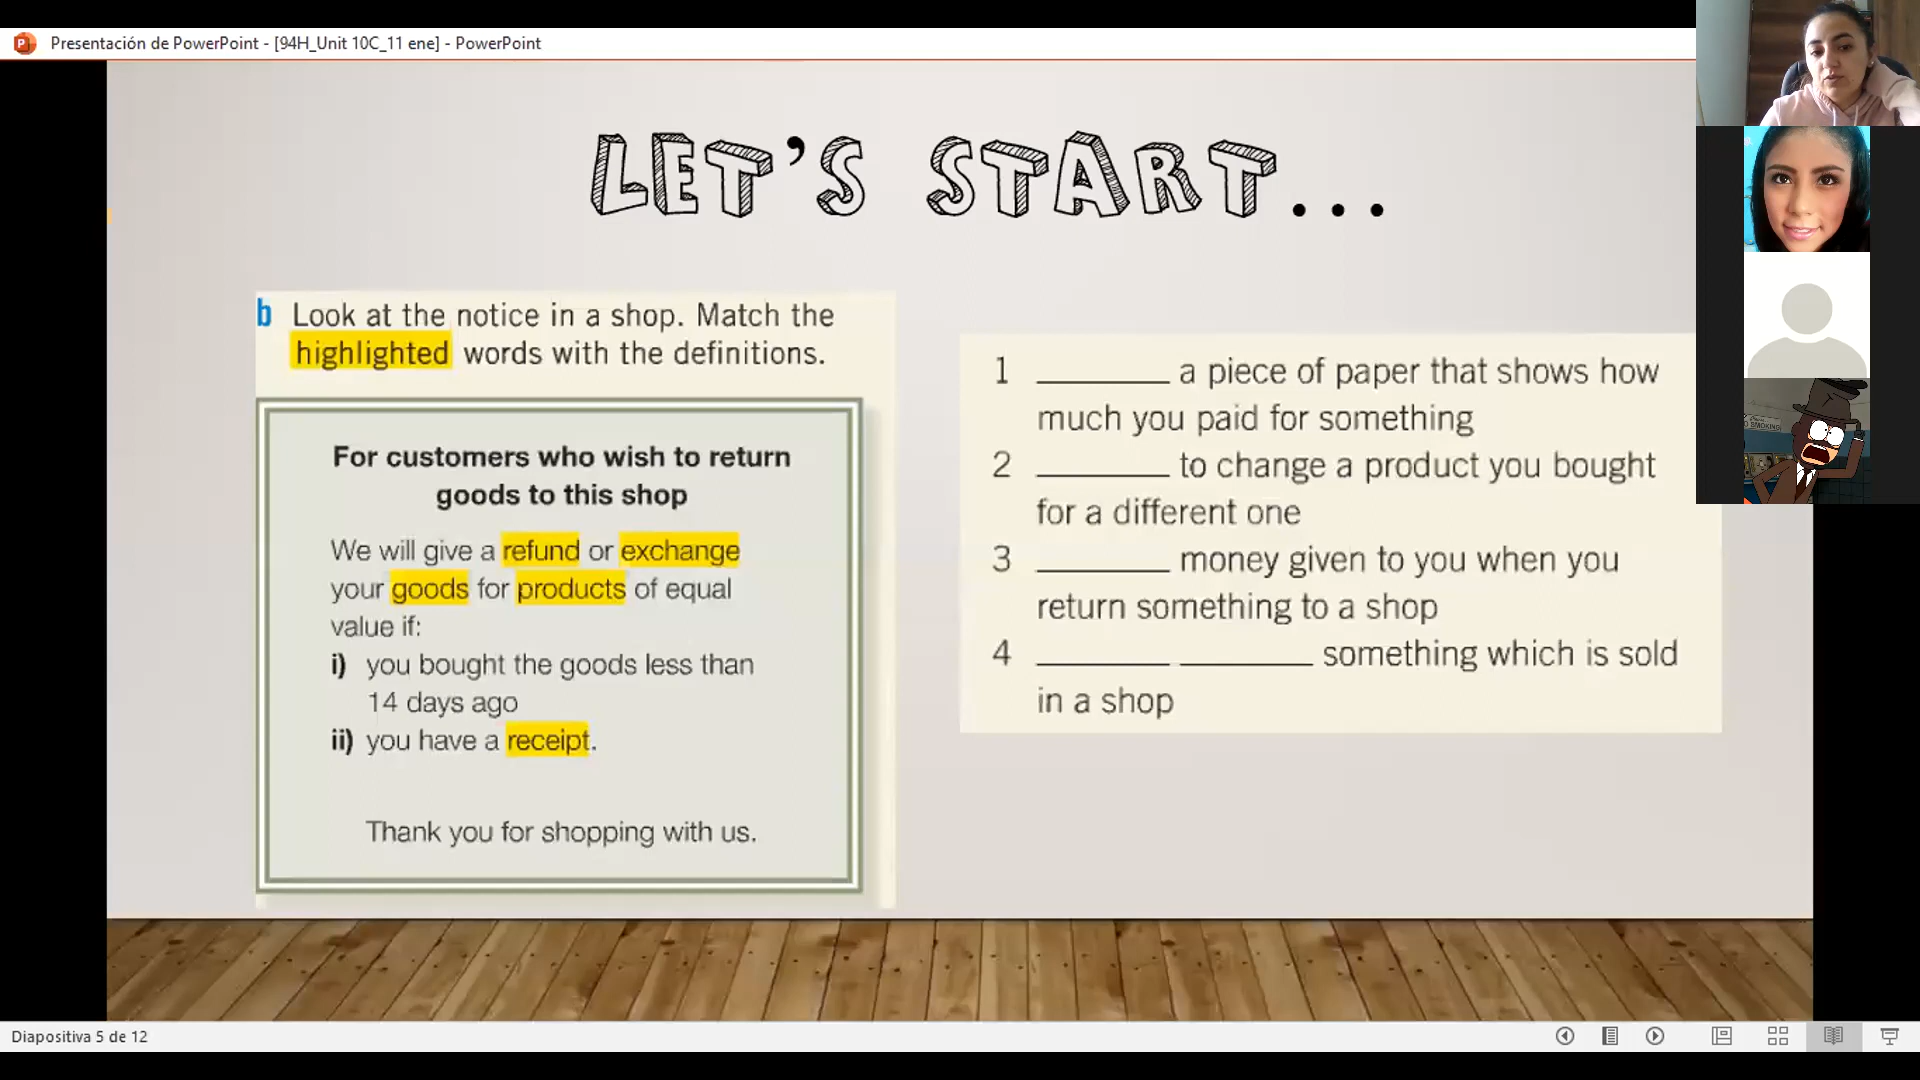 Presentación de PowerPoint - [94H_Unit 10C_11 ene] - PowerPoint
LET'S START...
b Look at the notice in a shop. Match the
highlighted words with the definitions.
For customers who wish to return
goods to this shop
We will give a refund or exchange
your goods for products of equal
value if:
i) you bought the goods less than
14 days ago
ii) you have a receipt.
Thank you for shopping with us.
1 ________ a piece of paper that shows how
much you paid for something
2 ________ to change a product you bought
for a different one
3 ________ money given to you when you
return something to a shop
4 ________ ________ something which is sold
in a shop
SMOKING
Diapositiva 5 de 12